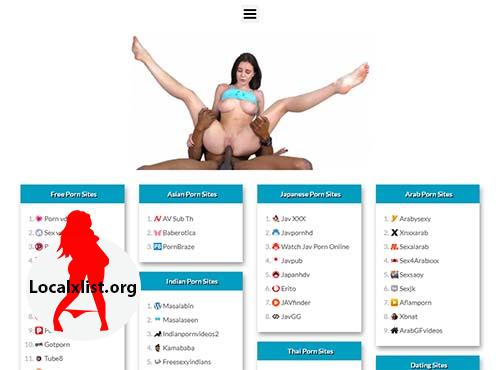 Free Porn Sites
1. Porn
2. Sex
3.
4.
8.
9.
10. Gotporn
11. Tube8
Localxlist.org
Asian Porn Sites
1. AV Sub Th
2. Baberotica
3. PornBraze
Indian Porn Sites
1. Masalabin
2. Masalaseen
3. Indianpornvideos2
4. Kamababa
5. Freesexyindians
Japanese Porn Sites
1. Jav XXX
2. Javpornhd
3. Watch Jav Porn Online
4. Javpub
5. Japanhdv
6. Erito
7. JAVfinder
8. JavGG
Thai Porn Sites
Arab Porn Sites
1. Arabysexy
2. Xnxxarab
3. Sexalarab
4. Sex4Arabxxx
5. Sexsaoy
6. Sexjk
7. Aflamporn
8. Xbnat
9. ArabGFvideos
Dating Sites